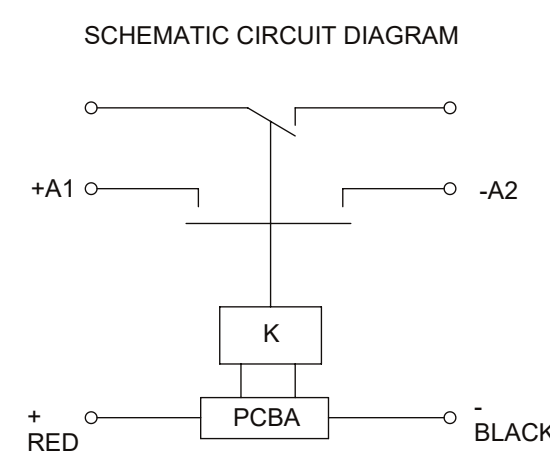 SCHEMATIC CIRCUIT DIAGRAM
+A1
-A2
K
PCBA
+
RED
-
BLACK